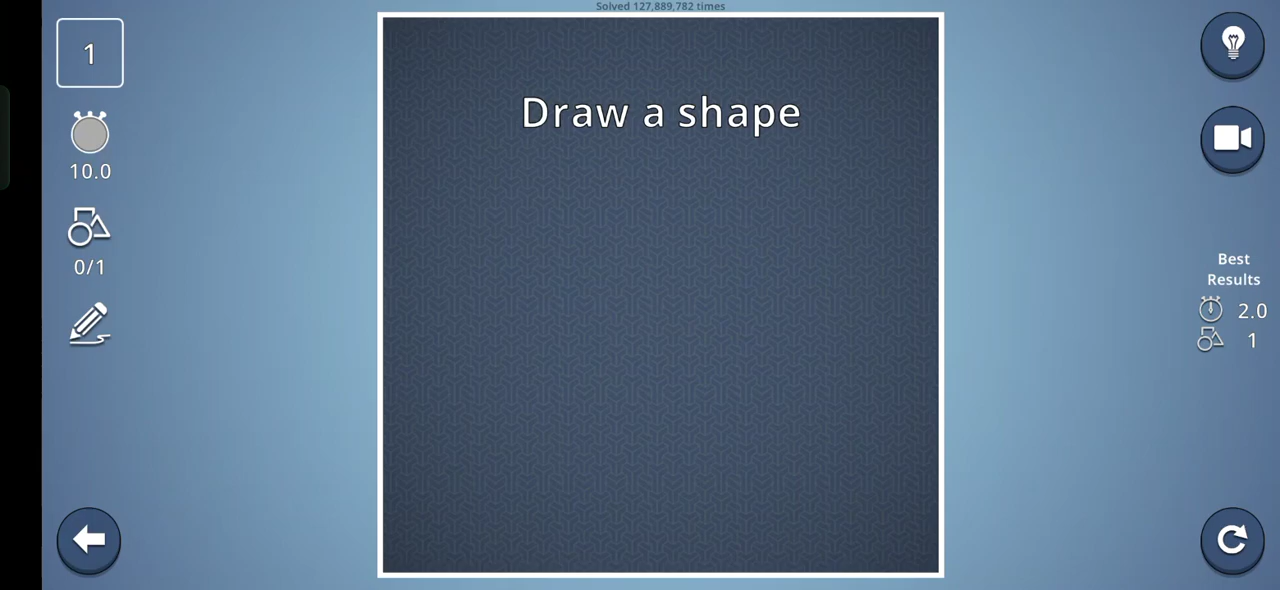 Solved 127,889,782 times
1
Draw a shape
10.0
0/1
Best
Results
2.0
1